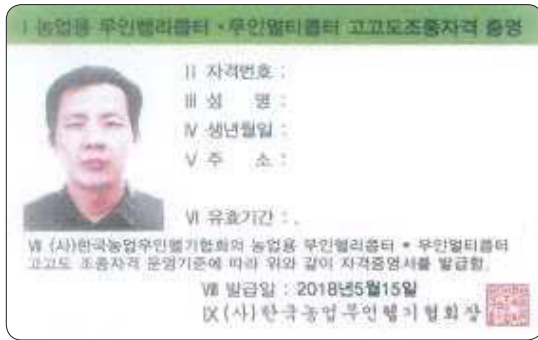 Ⅰ 농업용 무인헬리콥터 • 무인멀티콥터 고고도조종자격 증명
Ⅱ 자격번호 :
Ⅲ 성 명 :
Ⅳ 생년월일 :
Ⅴ 주 소 :
Ⅵ 유효기간 : .
Ⅶ (사)한국농업무인헬기협회의 농업용 무인헬리콥터 • 무인멀티콥터
고고도 조종자격 운영기준에 따라 위와 같이 자격증명서를 발급함.
Ⅷ 발급일 : 2018년5월15일
Ⅸ (사)한국농업무인헬기협회장